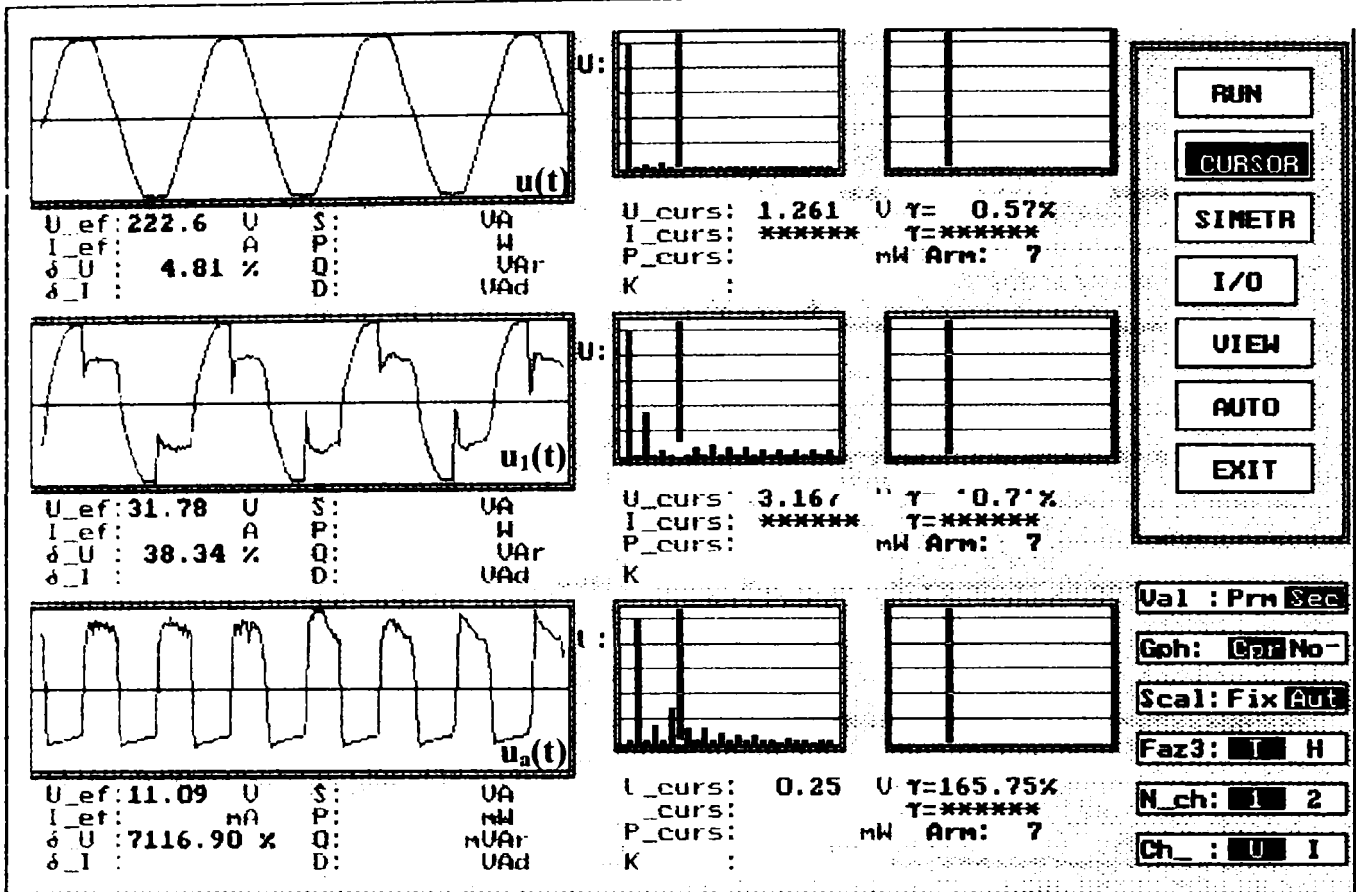 U:
u(t)
U_ef:222.6 V S: VA
I_ef: A P: W
δ_U : 4.81 % Q: VAr
δ_I : D: VAd
U_curs: 1.261 V γ= 0.57%
I_curs: ****** γ=******
P_curs: mW Arm: 7
K :
U:
u₁(t)
U_ef:31.78 V S: VA
I_ef: A P: W
δ_U : 38.34 % Q: VAr
δ_I : D: VAd
U_curs
I_curs: ****** γ=******
P_curs: mW Arm: 7
K
uₐ(t)
U_ef:11.09 V S: VA
mA P: mW
δ U :7116.90 % Q: mVAr
δ_I : D: VAd
_curs: 0.25 V γ=165.75%
_curs: γ=******
P_curs: mW Arm: 7
K :
RUN
CURSOR
SIMETR
I/O
VIEW
AUTO
EXIT
Val : Prm Sec
Gph: No
Scal: Fix Aut
Faz3: H
N_ch: 1 2
Ch_ : U I